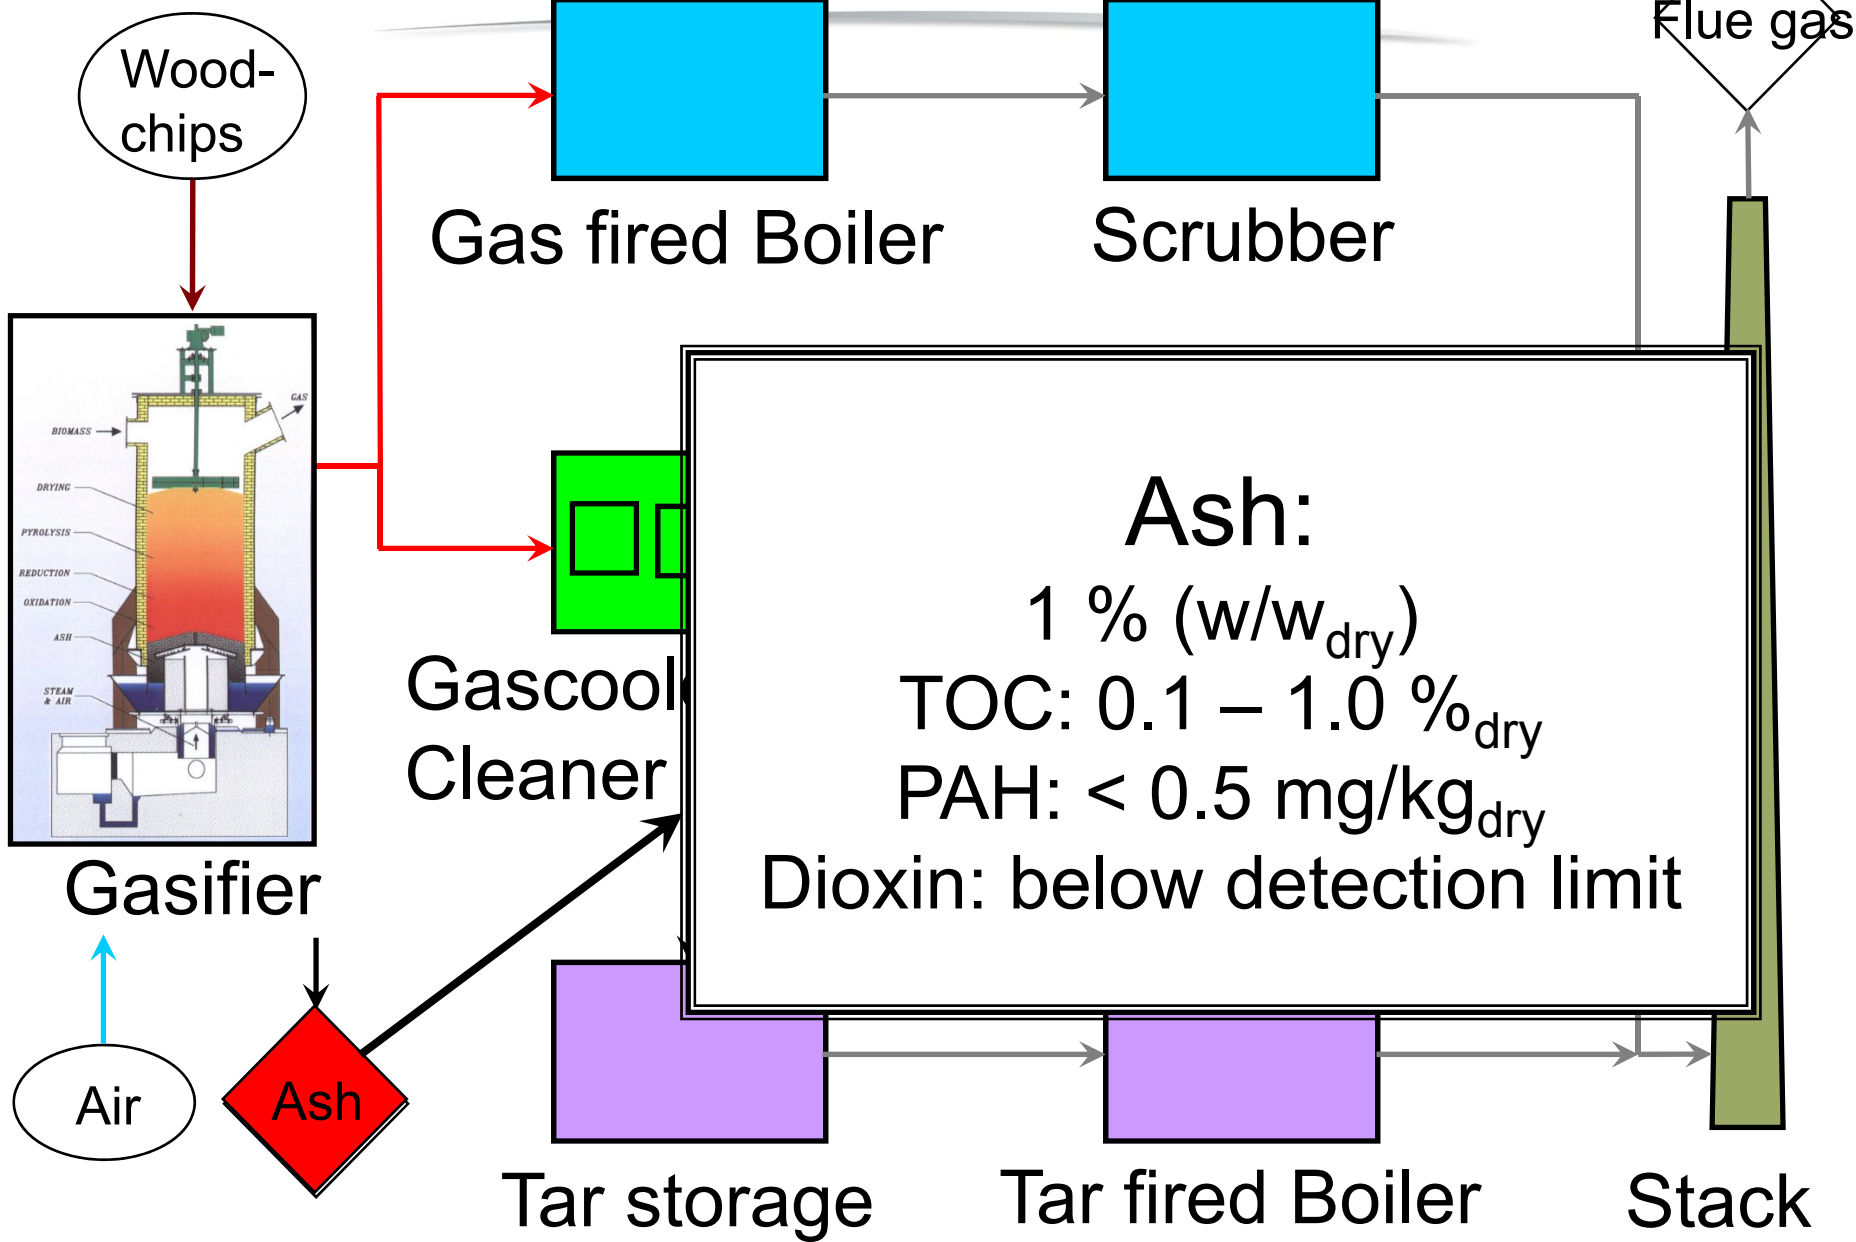 Flue gas
Wood-
chips
Gas fired Boiler
Scrubber
GAS
BIOMASS
DRYING
PYROLYSIS
REDUCTION
OXIDATION
ASH
STEAM
& AIR
Gascool
Cleaner
Ash:
1 % (w/wdry)
TOC: 0.1 – 1.0 %dry
PAH: < 0.5 mg/kgdry
Dioxin: below detection limit
Gasifier
Air
Ash
Tar storage
Tar fired Boiler
Stack